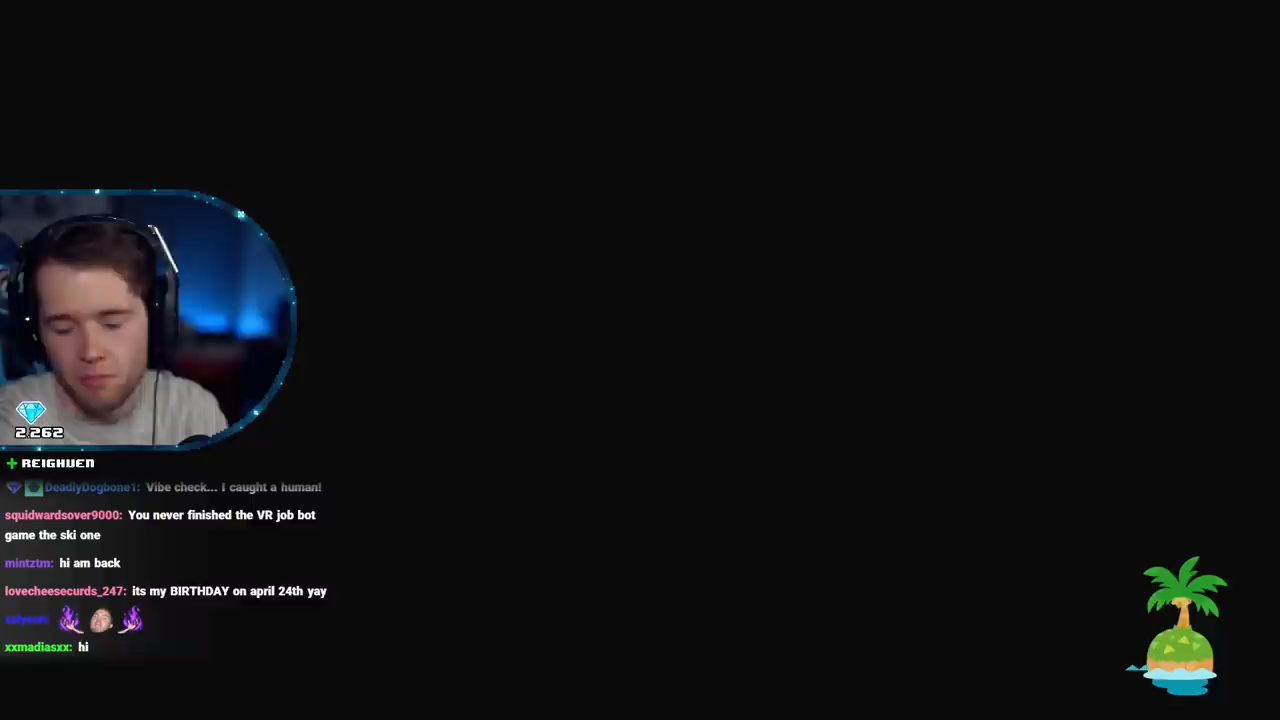 2,262
+ REIGHVEN
DeadlyDogbone1: Vibe check... I caught a human!
squidwardsover9000: You never finished the VR job bot
game the ski one
mintztm: hi am back
lovecheesecurds_247: its my BIRTHDAY on april 24th yay
xxmadiasxx: hi